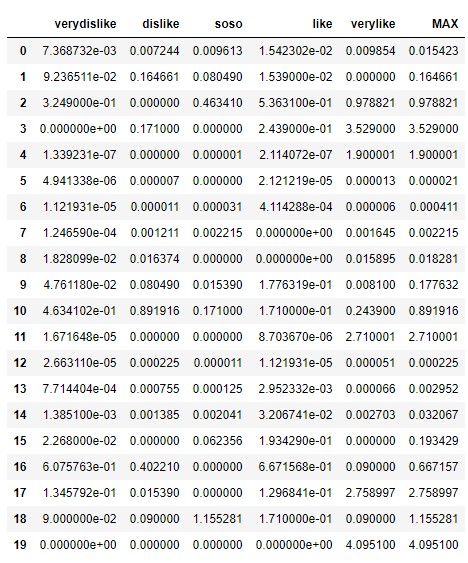 verydislike dislike soso like verylike MAX
0 7.368732e-03 0.007244 0.009613 1.542302e-02 0.009854 0.015423
1 9.236511e-02 0.164661 0.080490 1.539000e-02 0.000000 0.164661
2 3.249000e-01 0.000000 0.463410 5.363100e-01 0.978821 0.978821
3 0.000000e+00 0.171000 0.000000 2.439000e-01 3.529000 3.529000
4 1.339231e-07 0.000000 0.000001 2.114072e-07 1.900001 1.900001
5 4.941338e-06 0.000007 0.000000 2.121219e-05 0.000013 0.000021
6 1.121931e-05 0.000011 0.000031 4.114288e-04 0.000006 0.000411
7 1.246590e-04 0.001211 0.002215 0.000000e+00 0.001645 0.002215
8 1.828099e-02 0.016374 0.000000 0.000000e+00 0.015895 0.018281
9 4.761180e-02 0.080490 0.015390 1.776319e-01 0.008100 0.177632
10 4.634102e-01 0.891916 0.171000 1.710000e-01 0.243900 0.891916
11 1.671648e-05 0.000000 0.000000 8.703670e-06 2.710001 2.710001
12 2.663110e-05 0.000225 0.000011 1.121931e-05 0.000051 0.000225
13 7.714404e-04 0.000755 0.000125 2.952332e-03 0.000066 0.002952
14 1.385100e-03 0.001385 0.002041 3.206741e-02 0.002703 0.032067
15 2.268000e-02 0.000000 0.062356 1.934290e-01 0.000000 0.193429
16 6.075763e-01 0.402210 0.000000 6.671568e-01 0.090000 0.667157
17 1.345792e-01 0.015390 0.000000 1.296841e-01 2.758997 2.758997
18 9.000000e-02 0.090000 1.155281 1.710000e-01 0.090000 1.155281
19 0.000000e+00 0.000000 0.000000 0.000000e+00 4.095100 4.095100